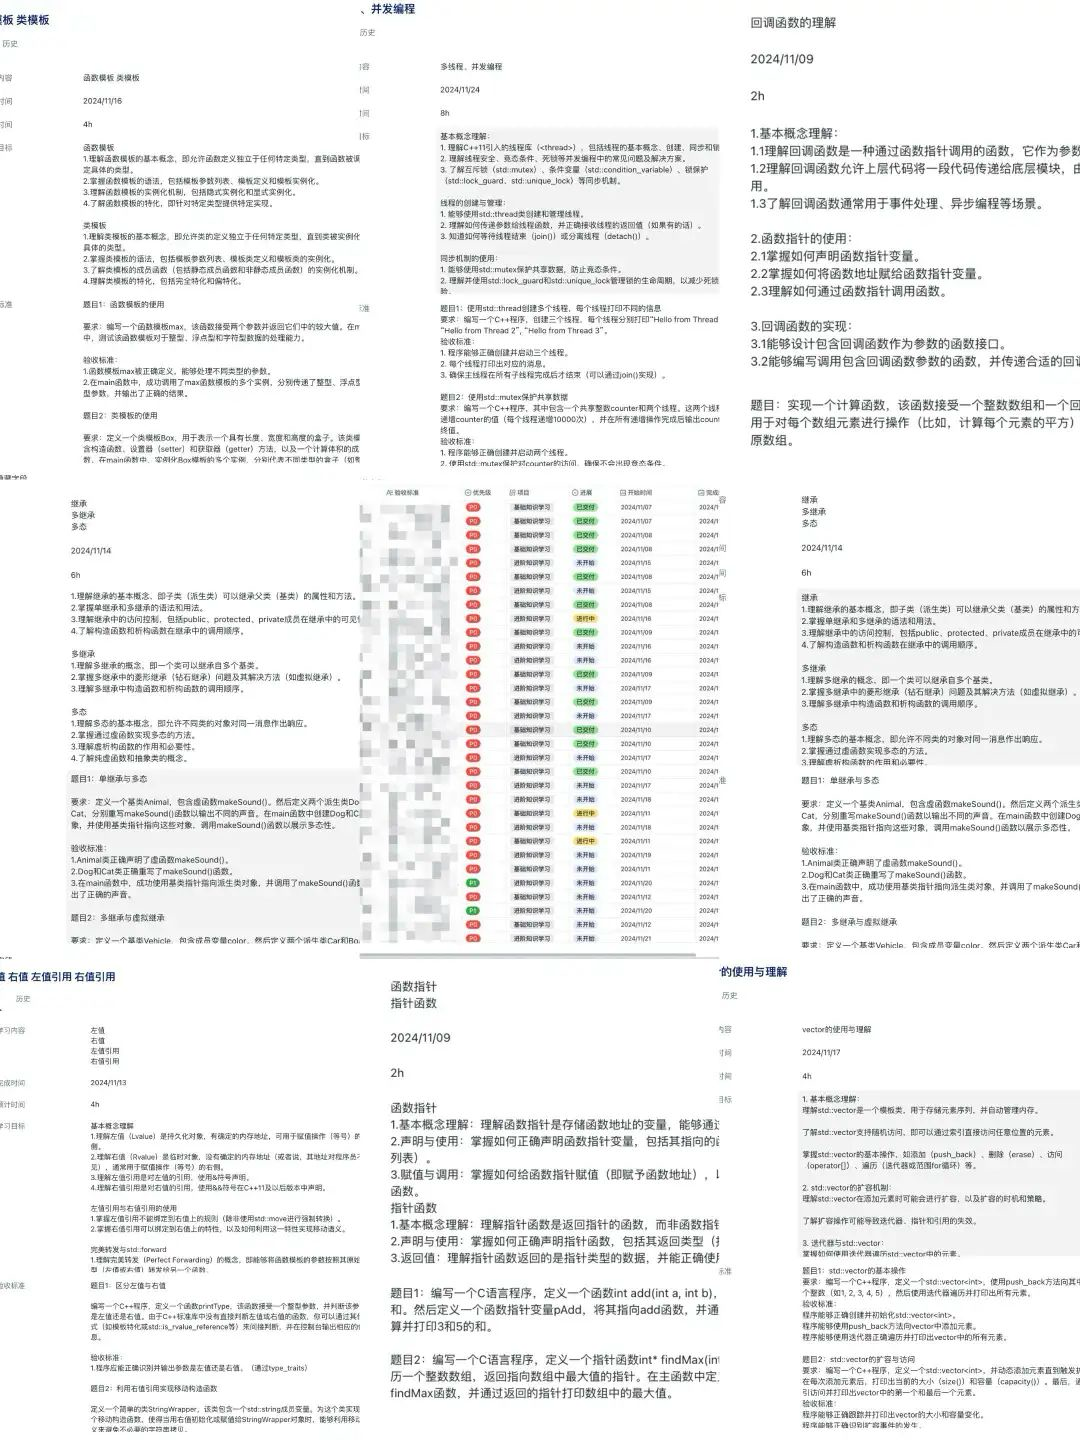 板 类模板
历史
内容
函数模板 类模板
时间
2024/11/16
时间
4h
目标
函数模板
1.理解函数模板的基本概念，即允许函数定义独立于任何特定类型，直到函数被调
定具体的类型。
2.掌握函数模板的语法，包括模板参数列表、模板定义和模板实例化。
3.理解函数模板的实例化机制，包括隐式实例化和显式实例化。
4.了解函数模板的特化，即针对特定类型提供特定实现。
类模板
1.理解类模板的基本概念，即允许类的定义独立于任何特定类型，直到类被实例化
具体的类型。
2.掌握类模板的语法，包括模板参数列表、模板类定义和模板类的实例化。
3.了解类模板的成员函数（包括静态成员函数和非静态成员函数）的实例化机制。
4.理解类模板的特化，包括完全特化和偏特化。
标准
题目1：函数模板的使用
要求：编写一个函数模板max，该函数接受两个参数并返回它们中的较大值。在m
中，测试该函数模板对于整型、浮点型和字符型数据的处理能力。
验收标准：
1.函数模板max被正确定义，能够处理不同类型的参数。
2.在main函数中，成功调用了max函数模板的多个实例，分别传递了整型、浮点型
型参数，并输出了正确的结果。
题目2：类模板的使用
要求：定义一个类模板Box，用于表示一个具有长度、宽度和高度的盒子。该类模
含构造函数、设置器（setter）和获取器（getter）方法，以及一个计算体积的成
数。在main函数中，实例化Box模板的多个实例，分别代表不同类型的盒子（如整
、并发编程
历史
内容
多线程，并发编程
时间
2024/11/24
时间
8h
目标
基本概念理解：
1. 理解C++11引入的线程库（<thread>），包括线程的基本概念、创建、同步和销
2. 理解线程安全、竞态条件、死锁等并发编程中的常见问题及解决方案。
3. 了解互斥锁（std::mutex）、条件变量（std::condition_variable）、锁保护
（std::lock_guard、std::unique_lock）等同步机制。
线程的创建与管理：
1. 能够使用std::thread类创建和管理线程。
2. 理解如何传递参数给线程函数，并正确接收线程的返回值（如果有的话）。
3. 知道如何等待线程结束（join()）或分离线程（detach()）。
同步机制的使用：
1. 能够使用std::mutex保护共享数据，防止竞态条件。
2. 理解并使用std::lock_guard和std::unique_lock管理锁的生命周期，以减少死锁
险。
标准
题目1：使用std::thread创建多个线程，每个线程打印不同的信息
要求：编写一个C++程序，创建三个线程，每个线程分别打印“Hello from Thread
“Hello from Thread 2”, “Hello from Thread 3”。
验收标准：
1. 程序能够正确创建并启动三个线程。
2. 每个线程打印出对应的消息。
3. 确保主线程在所有子线程完成后才结束（可以通过join()实现）。
题目2：使用std::mutex保护共享数据
要求：编写一个C++程序，其中包含一个共享整数counter和两个线程，这两个线程
递增counter的值（每个线程递增10000次），并在所有递增操作完成后输出coun
终值。
验收标准：
1. 程序能够正确创建并启动两个线程。
2. 使用std::mutex保护对counter的访问，确保不会出现竞态条件。
回调函数的理解
2024/11/09
2h
1.基本概念理解：
1.1理解回调函数是一种通过函数指针调用的函数，它作为参数
1.2理解回调函数允许上层代码将一段代码传递给底层模块，由
用。
1.3了解回调函数通常用于事件处理、异步编程等场景。
2.函数指针的使用：
2.1掌握如何声明函数指针变量。
2.2掌握如何将函数地址赋给函数指针变量。
2.3理解如何通过函数指针调用函数。
3.回调函数的实现：
3.1能够设计包含回调函数作为参数的函数接口。
3.2能够编写调用包含回调函数参数的函数，并传递合适的回调
题目：实现一个计算函数，该函数接受一个整数数组和一个回
用于对每个数组元素进行操作（比如，计算每个元素的平方）
原数组。
继承
多继承
多态
2024/11/14
6h
1.理解继承的基本概念，即子类（派生类）可以继承父类（基类）的属性和方法。
2.掌握单继承和多继承的语法和用法。
3.理解继承中的访问控制，包括public、protected、private成员在继承中的可见
4.了解构造函数和析构函数在继承中的调用顺序。
多继承
1.理解多继承的概念，即一个类可以继承自多个基类。
2.掌握多继承中的菱形继承（钻石继承）问题及其解决方法（如虚拟继承）。
3.理解多继承中构造函数和析构函数的调用顺序。
多态
1.理解多态的基本概念，即允许不同类的对象对同一消息作出响应。
2.掌握通过虚函数实现多态的方法。
3.理解虚析构函数的作用和必要性。
4.了解纯虚函数和抽象类的概念。
题目1：单继承与多态
要求：定义一个基类Animal，包含虚函数makeSound()。然后定义两个派生类Do
Cat，分别重写makeSound()函数以输出不同的声音。在main函数中创建Dog和C
象，并使用基类指针指向这些对象，调用makeSound()函数以展示多态性。
验收标准：
1.Animal类正确声明了虚函数makeSound()。
2.Dog和Cat类正确重写了makeSound()函数。
3.在main函数中，成功使用基类指针指向派生类对象，并调用了makeSound()函数
出了正确的声音。
题目2：多继承与虚拟继承
要求：定义一个基类Vehicle，包含成员变量color。然后定义两个派生类Car和Boa
验收标准 优先级 项目 进展 开始时间 完成
P0 基础知识学习 已交付 2024/11/07 2024/1
P0 基础知识学习 已交付 2024/11/07 2024/1
P0 基础知识学习 已交付 2024/11/08 2024/1
P0 基础知识学习 已交付 2024/11/08 2024/1
P0 进阶知识学习 未开始 2024/11/15 2024/1
P0 基础知识学习 已交付 2024/11/08 2024/1
P0 进阶知识学习 未开始 2024/11/15 2024/1
P0 基础知识学习 已交付 2024/11/08 2024/1
P0 进阶知识学习 进行中 2024/11/16 2024/1
P0 基础知识学习 已交付 2024/11/09 2024/1
P0 进阶知识学习 未开始 2024/11/16 2024/1
P0 进阶知识学习 未开始 2024/11/16 2024/1
P0 基础知识学习 已交付 2024/11/09 2024/1
P0 进阶知识学习 未开始 2024/11/17 2024/1
P0 基础知识学习 已交付 2024/11/09 2024/1
P0 进阶知识学习 未开始 2024/11/17 2024/1
P0 基础知识学习 已交付 2024/11/10 2024/1
P0 基础知识学习 已交付 2024/11/10 2024/1
P0 进阶知识学习 未开始 2024/11/17 2024/1
P0 基础知识学习 已交付 2024/11/10 2024/1
P0 进阶知识学习 未开始 2024/11/17 2024/1
P0 进阶知识学习 未开始 2024/11/18 2024/1
P0 基础知识学习 进行中 2024/11/11 2024/1
P0 进阶知识学习 未开始 2024/11/18 2024/1
P0 基础知识学习 进行中 2024/11/11 2024/1
P0 进阶知识学习 未开始 2024/11/19 2024/1
P0 基础知识学习 未开始 2024/11/11 2024/1
P1 进阶知识学习 未开始 2024/11/20 2024/1
P0 基础知识学习 未开始 2024/11/12 2024/1
P1 进阶知识学习 未开始 2024/11/20 2024/1
P0 基础知识学习 未开始 2024/11/12 2024/1
P0 进阶知识学习 未开始 2024/11/21 2024/1
容
继承
多继承
多态
间
2024/11/14
间
6h
标
继承
1.理解继承的基本概念，即子类（派生类）可以继承父类（基类）的属性和方
2.掌握单继承和多继承的语法和用法。
3.理解继承中的访问控制，包括public、protected、private成员在继承中的可
4.了解构造函数和析构函数在继承中的调用顺序。
多继承
1.理解多继承的概念，即一个类可以继承自多个基类。
2.掌握多继承中的菱形继承（钻石继承）问题及其解决方法（如虚拟继承）。
3.理解多继承中构造函数和析构函数的调用顺序。
多态
1.理解多态的基本概念，即允许不同类的对象对同一消息作出响应。
2.掌握通过虚函数实现多态的方法。
3.理解虚析构函数的作用和必要性。
准
题目1：单继承与多态
要求：定义一个基类Animal，包含虚函数makeSound()。然后定义两个派生类
Cat，分别重写makeSound()函数以输出不同的声音。在main函数中创建Dog
象，并使用基类指针指向这些对象，调用makeSound()函数以展示多态性。
验收标准：
1.Animal类正确声明了虚函数makeSound()。
2.Dog和Cat类正确重写了makeSound()函数。
3.在main函数中，成功使用基类指针指向派生类对象，并调用了makeSound()
出了正确的声音。
题目2：多继承与虚拟继承
要求：定义一个基类Vehicle，包含成员变量color。然后定义两个派生类Car和
值 右值 左值引用 右值引用
历史
学习内容
左值
右值
左值引用
右值引用
完成时间
2024/11/13
预计时间
4h
学习目标
基本概念理解
1.理解左值（Lvalue）是持久化对象，有确定的内存地址，可用于赋值操作（等号）的
侧。
2.理解右值（Rvalue）是临时对象，没有确定的内存地址（或者说，其地址对程序员不
见），通常用于赋值操作（等号）的右侧。
3.理解左值引用是对左值的引用，使用&符号声明。
4.理解右值引用是对右值的引用，使用&&符号在C++11及以后版本中声明。
左值引用与右值引用的使用
1.掌握左值引用不能绑定到右值上的规则（除非使用std::move进行强制转换）。
2.掌握右值引用可以绑定到右值上的特性，以及如何利用这一特性实现移动语义。
完美转发与std::forward
1.理解完美转发（Perfect Forwarding）的概念，即能够将函数模板的参数按照其原始
型（左值或右值）转发给另一个函数。
验收标准
题目1：区分左值与右值
编写一个C++程序，定义一个函数printType，该函数接受一个整型参数，并判断该参
是左值还是右值。由于C++标准库中没有直接判断左值或右值的函数，你可以通过其他
式（如模板特化或std::is_rvalue_reference等）来间接判断，并在控制台输出相应的信
息。
验收标准：
1.程序应能正确识别并输出参数是左值还是右值。（通过type_traits）
题目2：利用右值引用实现移动构造函数
定义一个简单的类StringWrapper，该类包含一个std::string成员变量。为这个类实现
个移动构造函数，使得当用右值初始化或赋值给StringWrapper对象时，能够利用移动
义来避免不必要的字符串拷贝。
函数指针
指针函数
2024/11/09
2h
函数指针
1.基本概念理解：理解函数指针是存储函数地址的变量，能够通过
2.声明与使用：掌握如何正确声明函数指针变量，包括其指向的函
列表）。
3.赋值与调用：掌握如何给函数指针赋值（即赋予函数地址），以
函数。
指针函数
1.基本概念理解：理解指针函数是返回指针的函数，而非函数指针
2.声明与使用：掌握如何正确声明指针函数，包括其返回类型（指
3.返回值：理解指针函数返回的是指针类型的数据，并能正确使用
题目1：编写一个C语言程序，定义一个函数int add(int a, int b)，
和。然后定义一个函数指针变量pAdd，将其指向add函数，并通
算并打印3和5的和。
题目2：编写一个C语言程序，定义一个指针函数int* findMax(int
历一个整数数组，返回指向数组中最大值的指针。在主函数中定
findMax函数，并通过返回的指针打印数组中的最大值。
的使用与理解
历史
内容
vector的使用与理解
时间
2024/11/17
时间
4h
目标
1. 基本概念理解：
理解std::vector是一个模板类，用于存储元素序列，并自动管理内存。
了解std::vector支持随机访问，即可以通过索引直接访问任意位置的元素。
掌握std::vector的基本操作，如添加（push_back）、删除（erase）、访问
（operator[]）、遍历（迭代器或范围for循环）等。
2. std::vector的扩容机制：
理解std::vector在添加元素时可能会进行扩容，以及扩容的时机和策略。
了解扩容操作可能导致迭代器、指针和引用的失效。
3. 迭代器与std::vector：
掌握如何使用迭代器遍历std::vector中的元素。
标准
题目1：std::vector的基本操作
要求：编写一个C++程序，定义一个std::vector<int>，使用push_back方法向其中
个整数（如1, 2, 3, 4, 5），然后使用迭代器遍历并打印出所有元素。
验收标准：
程序能够正确创建并初始化std::vector<int>。
程序能够使用push_back方法向vector中添加元素。
程序能够使用迭代器正确遍历并打印出vector中的所有元素。
题目2：std::vector的扩容与访问
要求：编写一个C++程序，定义一个std::vector<int>，并动态添加元素直到触发扩
在每次添加元素后，打印出当前的大小（size()）和容量（capacity()）。最后，通
引访问并打印出vector中的第一个和最后一个元素。
验收标准：
程序能够正确跟踪并打印出vector的大小和容量变化。
程序能够正确识别扩容事件的发生。